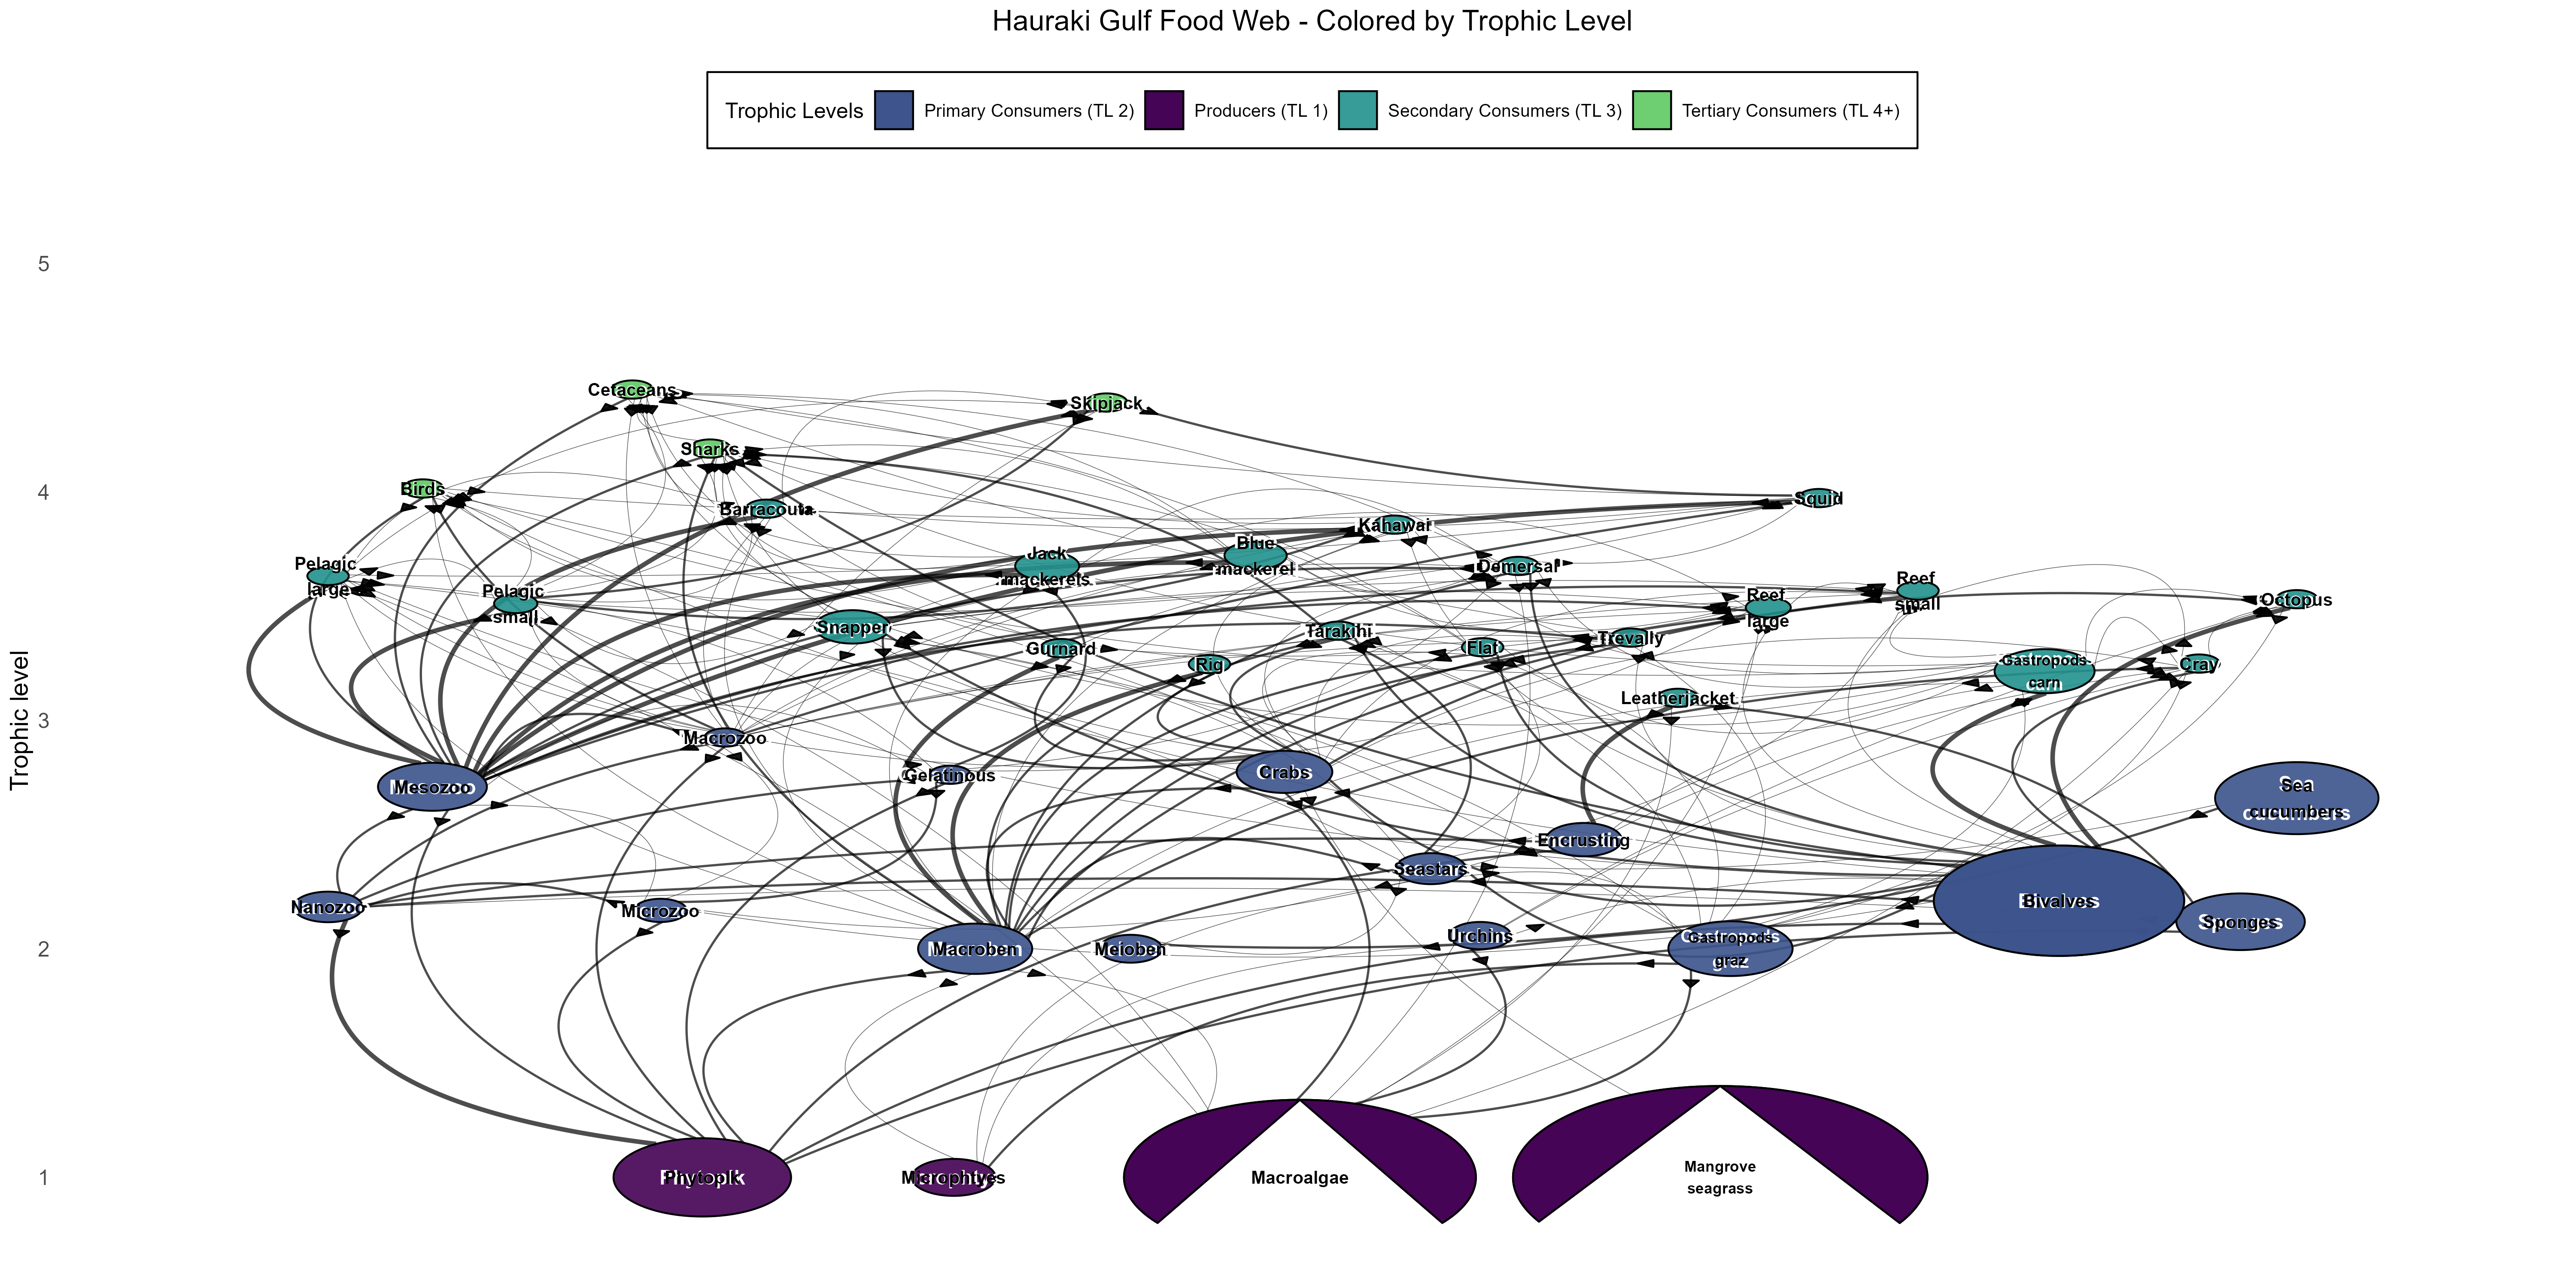 Hauraki Gulf Food Web - Colored by Trophic Level
Trophic Levels
Primary Consumers (TL 2)
Producers (TL 1)
Secondary Consumers (TL 3)
Tertiary Consumers (TL 4+)
5
4
3
2
1
Trophic level
Cetaceans
Skipjack
Sharks
Birds
Squid
Barracouta
Kahawai
Blue
mackerel
Jack
mackerels
Demersal
Pelagic
large
Pelagic
small
Reef
small
Reef
large
Octopus
Snapper
Tarakihi
Trevally
Gurnard
Flat
Rig
Gastropods
carn
Cray
Leatherjacket
Macrozoo
Gelatinous
Crabs
Mesozoo
Sea
cucumbers
Encrusting
Seastars
Bivalves
Nanozoo
Microzoo
Sponges
Urchins
Macroben
Meioben
Gastropods
graz
Phytoplk
Microphtyes
Macroalgae
Mangrove
seagrass